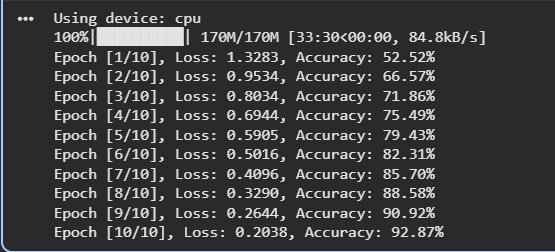 Using device: cpu
100%|██████████| 170M/170M [33:30<00:00, 84.8kB/s]
Epoch [1/10], Loss: 1.3283, Accuracy: 52.52%
Epoch [2/10], Loss: 0.9534, Accuracy: 66.57%
Epoch [3/10], Loss: 0.8034, Accuracy: 71.86%
Epoch [4/10], Loss: 0.6944, Accuracy: 75.49%
Epoch [5/10], Loss: 0.5905, Accuracy: 79.43%
Epoch [6/10], Loss: 0.5016, Accuracy: 82.31%
Epoch [7/10], Loss: 0.4096, Accuracy: 85.70%
Epoch [8/10], Loss: 0.3290, Accuracy: 88.58%
Epoch [9/10], Loss: 0.2644, Accuracy: 90.92%
Epoch [10/10], Loss: 0.2038, Accuracy: 92.87%